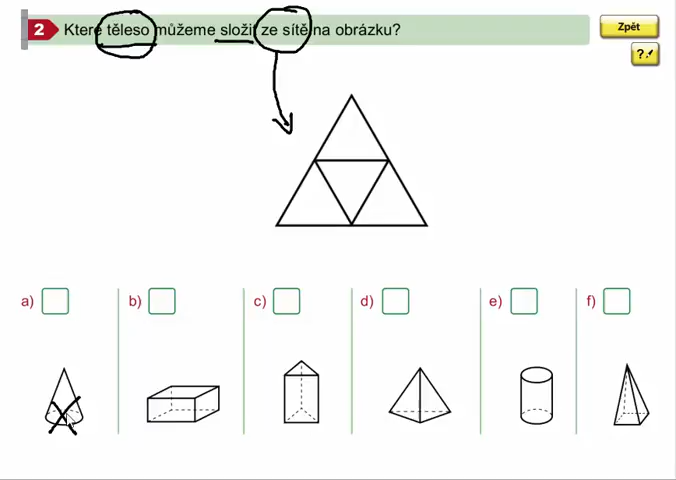 2 Které těleso můžeme složit ze sítě na obrázku?
Zpět
?
a) b) c) d) e) f)